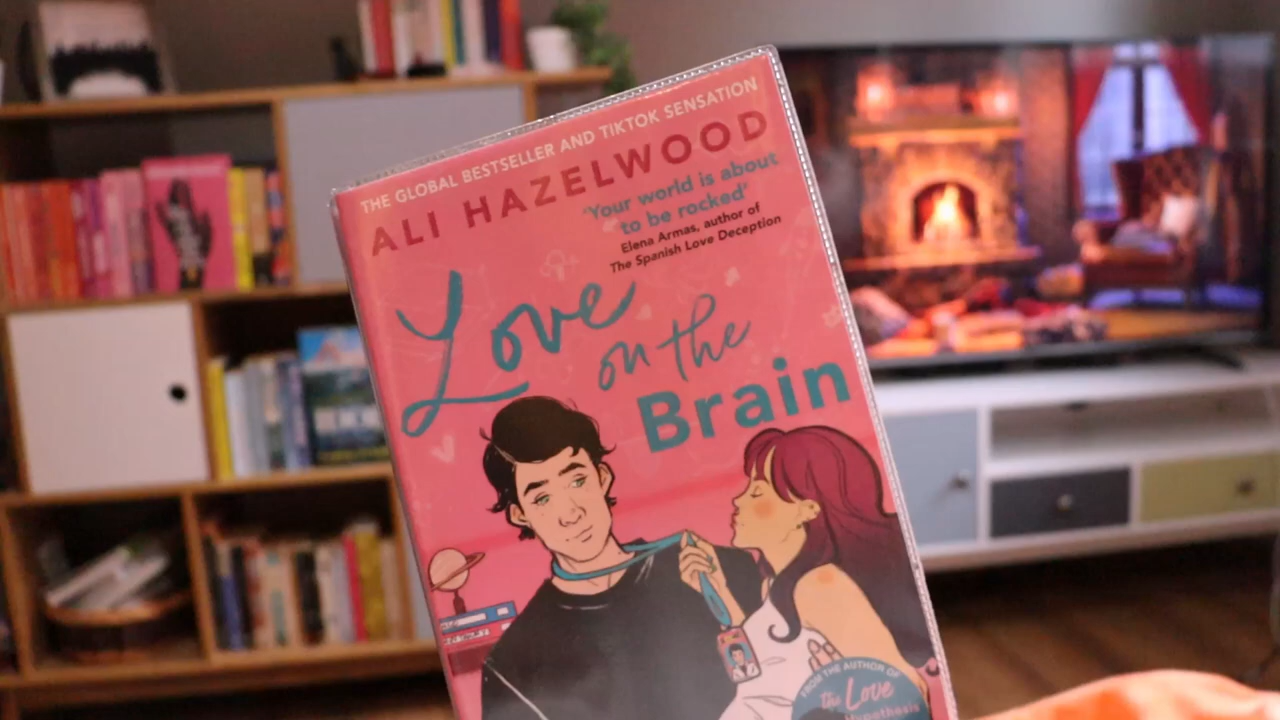 THE GLOBAL BESTSELLER AND TIKTOK SENSATION
ALI HAZELWOOD
'Your world is about
to be rocked'
Elena Armas, author of
The Spanish Love Deception
Love
on the
Brain
FROM THE AUTHOR OF
the Love
Hypothesis